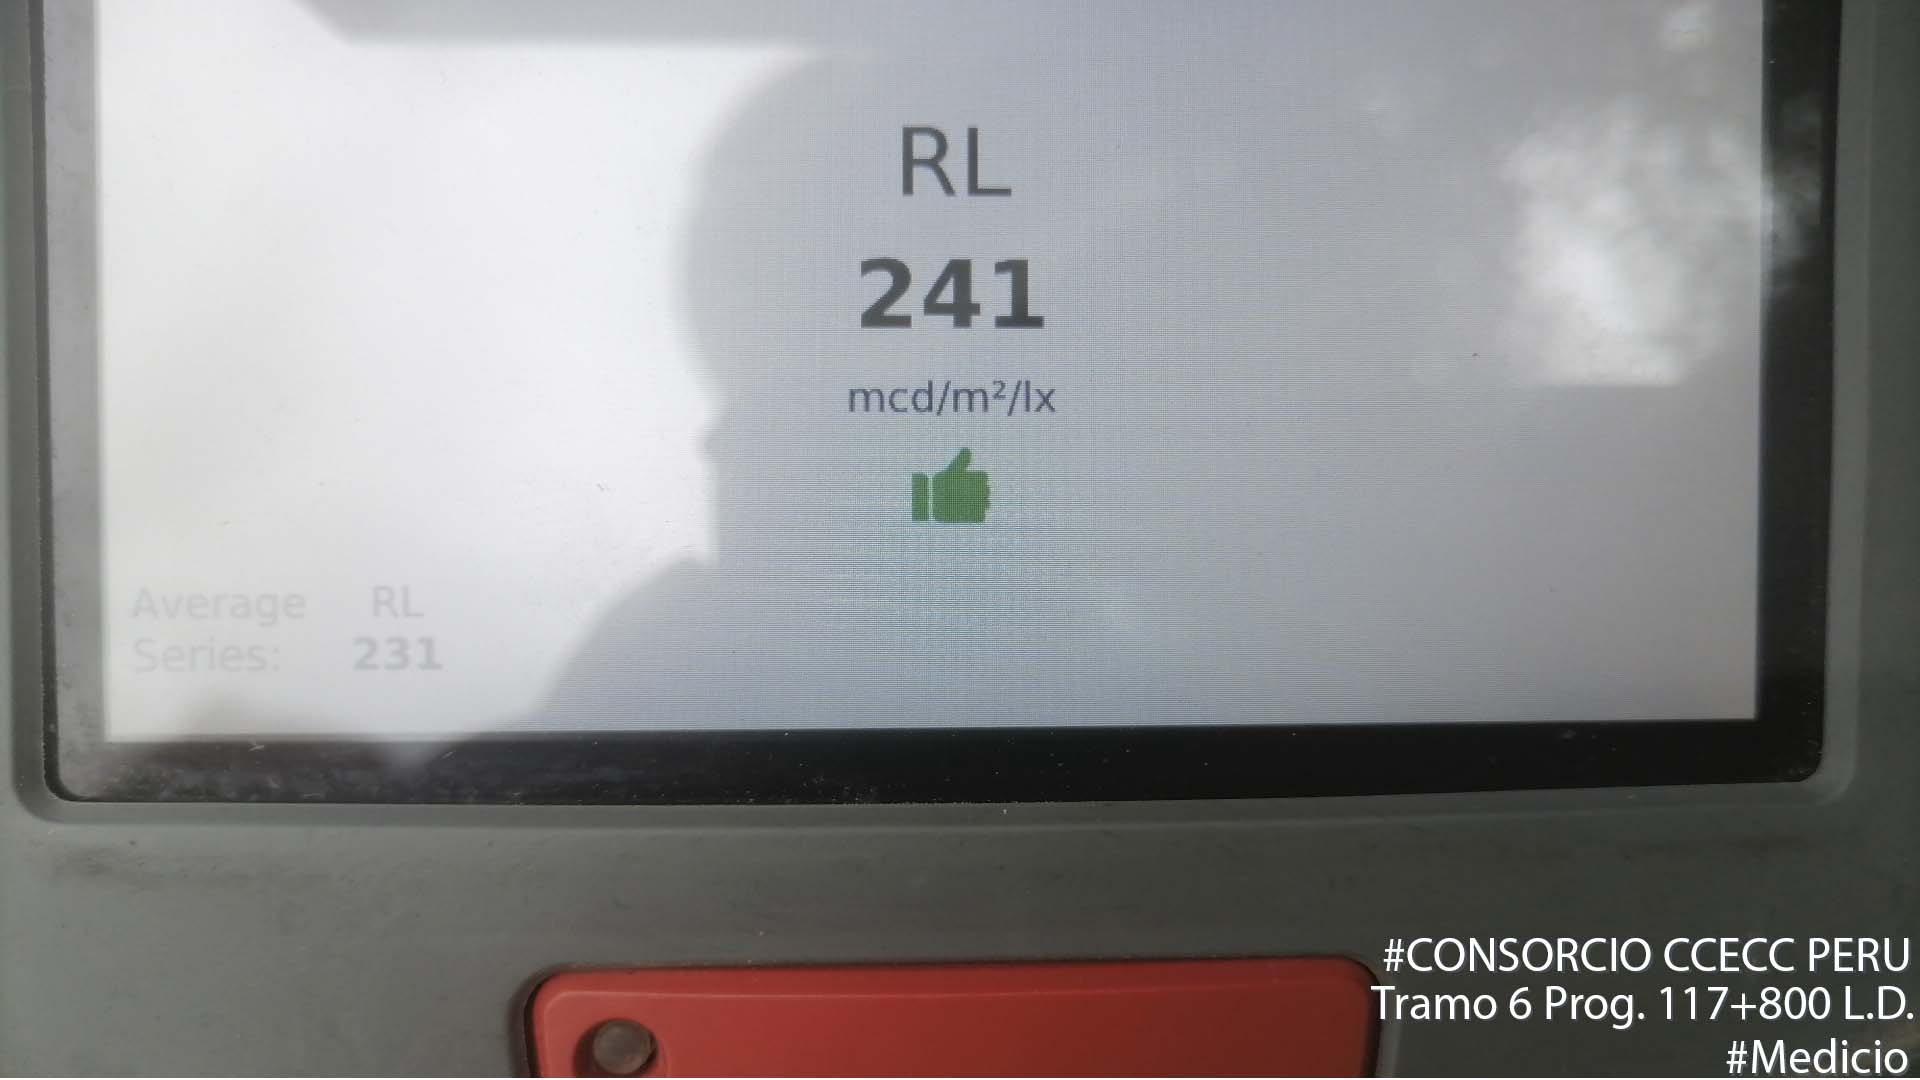 RL
241
mcd/m²/lx
Average RL
Series: 231
#CONSORCIO CCECC PERU
Tramo 6 Prog. 117+800 L.D.
#Medicio